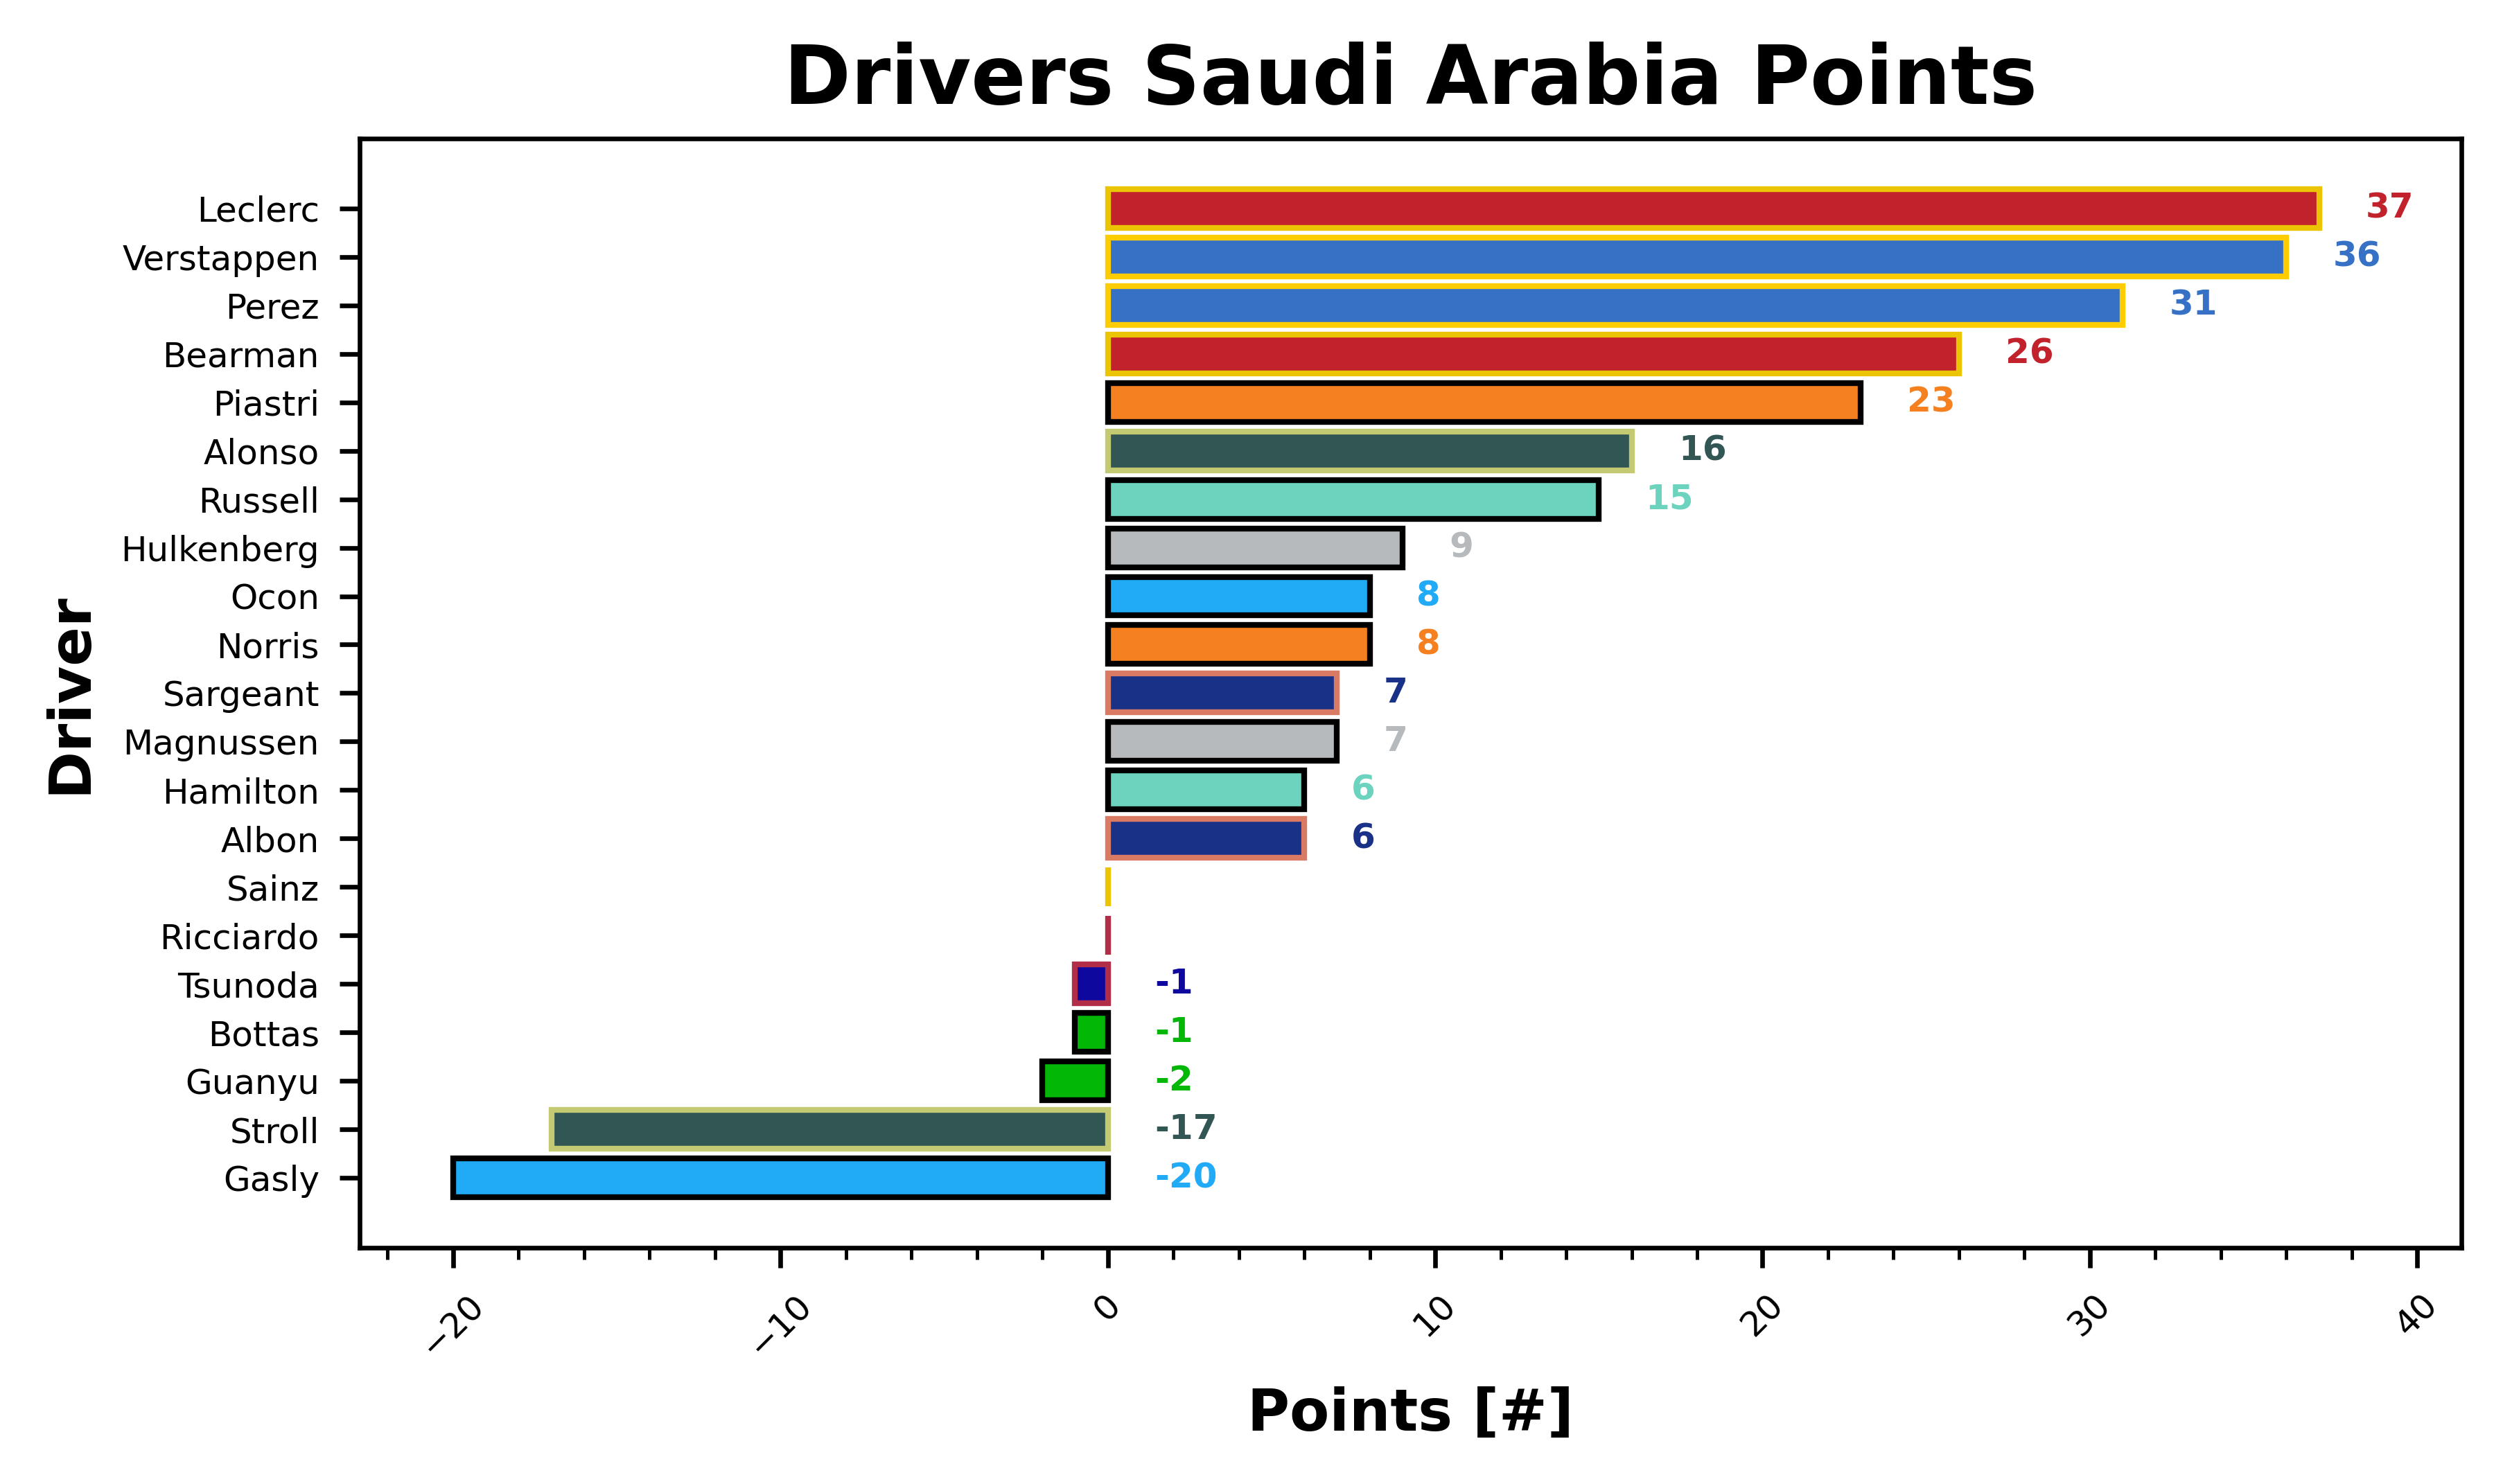 Drivers Saudi Arabia Points
Driver
Leclerc 37
Verstappen 36
Perez 31
Bearman 26
Piastri 23
Alonso 16
Russell 15
Hulkenberg 9
Ocon 8
Norris 8
Sargeant 7
Magnussen 7
Hamilton 6
Albon 6
Sainz
Ricciardo
Tsunoda -1
Bottas -1
Guanyu -2
Stroll -17
Gasly -20
−20 −10 0 10 20 30 40
Points [#]